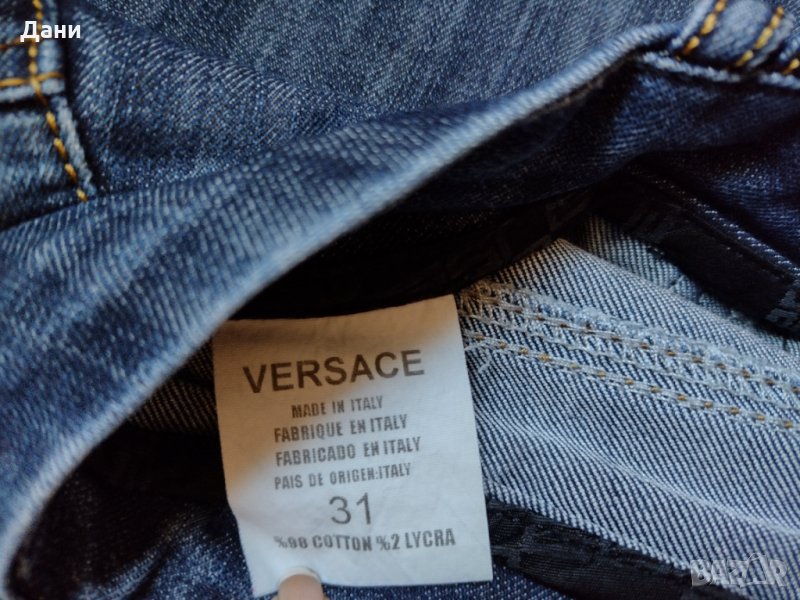 Дани
VERSACE
MADE IN ITALY
FABRIQUE EN ITALY
FABRICADO EN ITALY
PAIS DE ORIGEN:ITALY
31
%98 COTTON %2 LYCRA
BAZAR